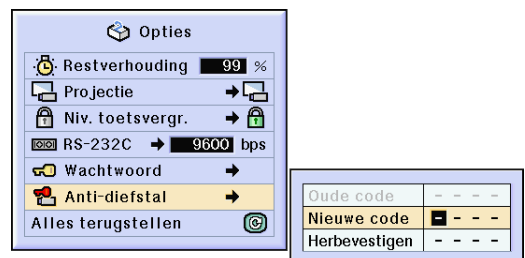 Opties
Restverhouding 99 %
Projectie
Niv. toetsvergr.
RS-232C 9600 bps
Wachtwoord
Anti-diefstal
Alles terugstellen
Oude code - - - -
Nieuwe code - - - -
Herbevestigen - - - -